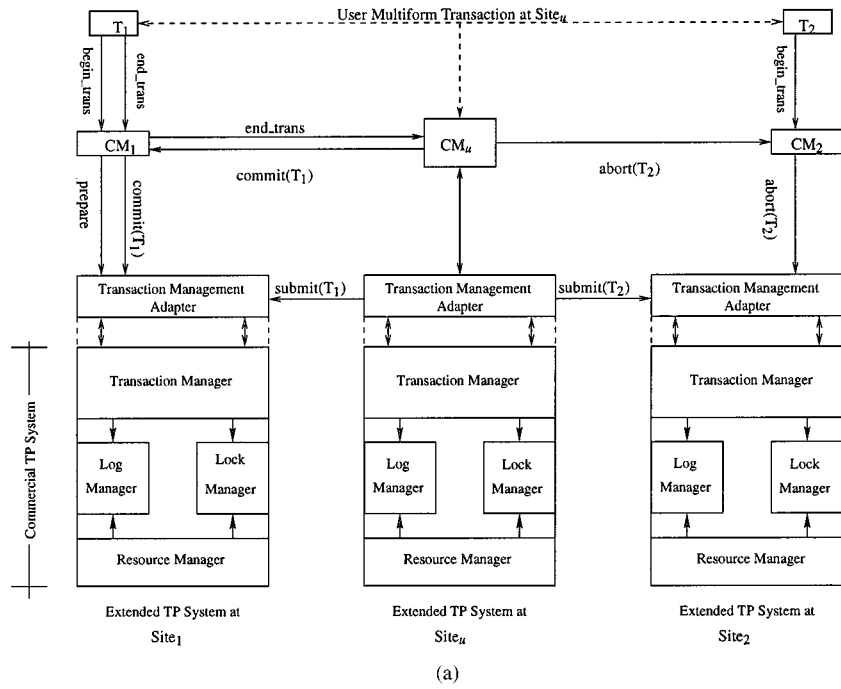 T1
User Multiform Transaction at Siteu
T2
begin_trans
end_trans
begin_trans
CM1
end_trans
CMu
CM2
commit(T1)
abort(T2)
prepare
commit(T1)
abort(T2)
Transaction Management
Adapter
submit(T1)
Transaction Management
Adapter
submit(T2)
Transaction Management
Adapter
Commercial TP System
Transaction Manager
Transaction Manager
Transaction Manager
Log
Manager
Lock
Manager
Log
Manager
Lock
Manager
Log
Manager
Lock
Manager
Resource Manager
Resource Manager
Resource Manager
Extended TP System at
Site1
Extended TP System at
Siteu
Extended TP System at
Site2
(a)